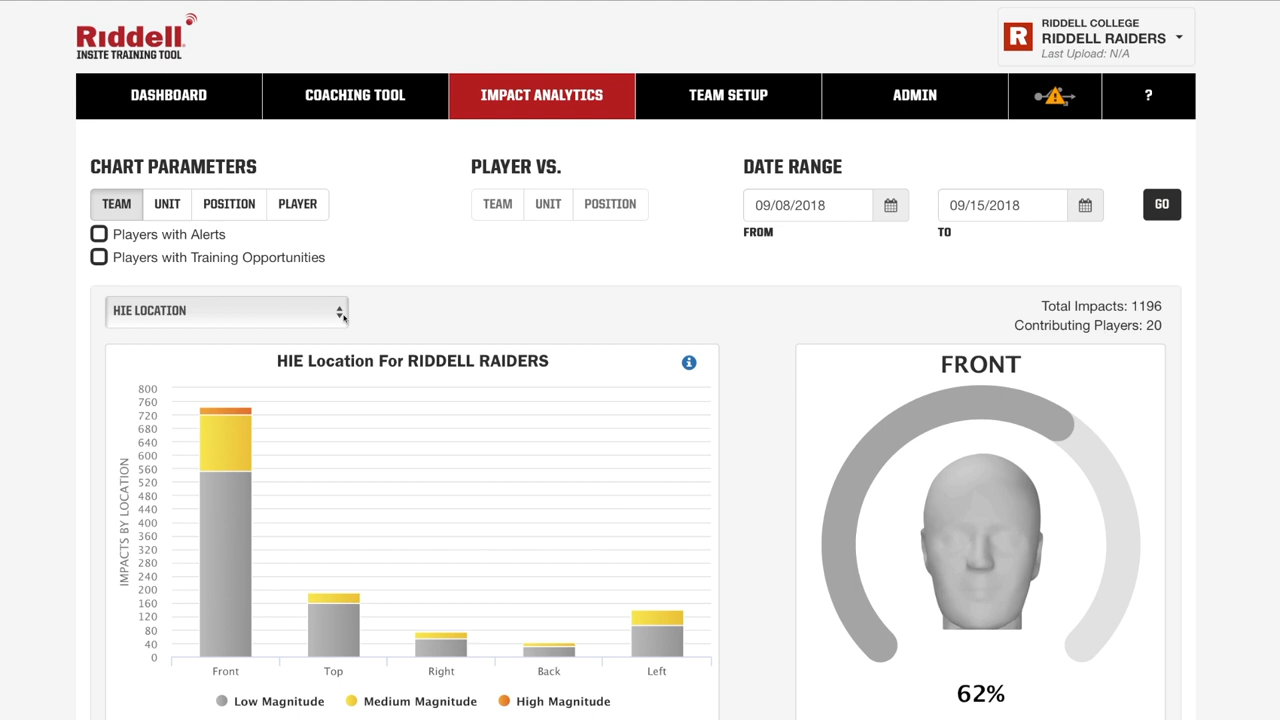 Riddell
INSITE TRAINING TOOL
R
RIDDELL COLLEGE
RIDDELL RAIDERS
Last Upload: N/A
DASHBOARD
COACHING TOOL
IMPACT ANALYTICS
TEAM SETUP
ADMIN
?
CHART PARAMETERS
TEAM UNIT POSITION PLAYER
Players with Alerts
Players with Training Opportunities
PLAYER VS.
TEAM UNIT POSITION
DATE RANGE
09/08/2018
FROM
09/15/2018
TO
GO
HIE LOCATION
Total Impacts: 1196
Contributing Players: 20
HIE Location For RIDDELL RAIDERS
IMPACTS BY LOCATION
800
760
720
680
640
600
560
520
480
440
400
360
320
280
240
200
160
120
80
40
0
Front Top Right Back Left
Low Magnitude Medium Magnitude High Magnitude
FRONT
62%